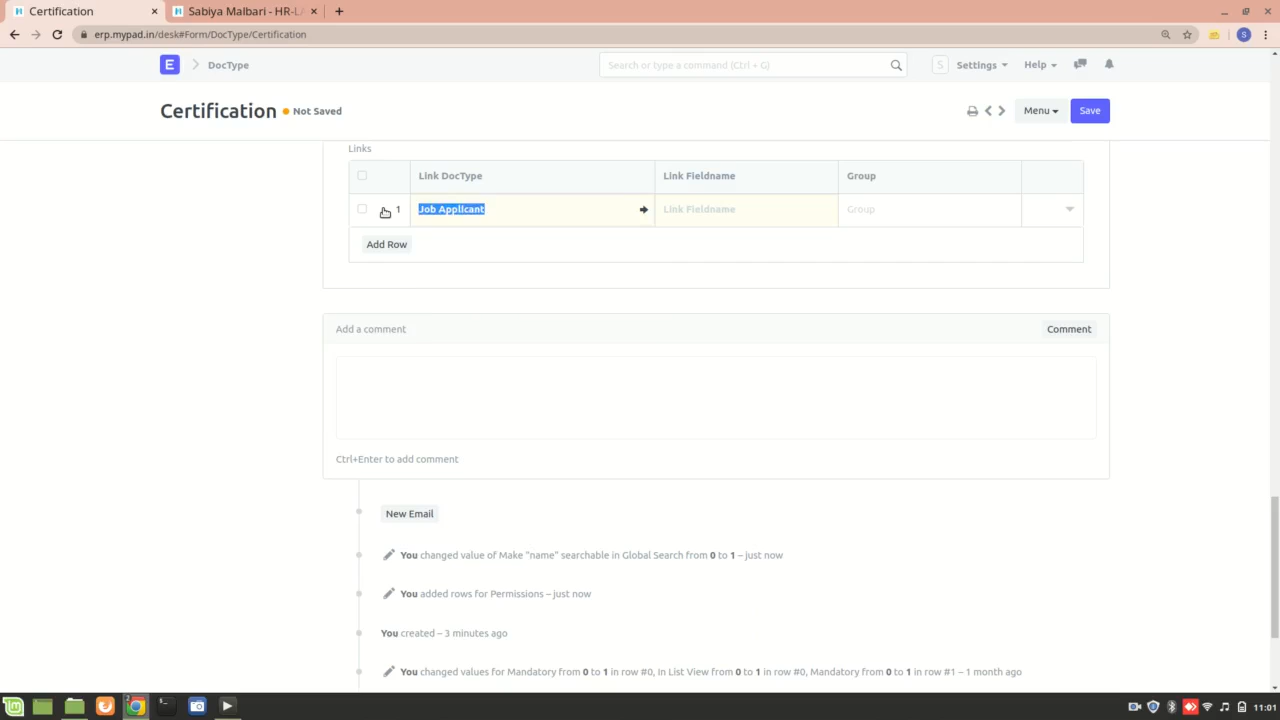 Certification
Sabiya Malbari - HR-LA
erp.mypad.in/desk#Form/DocType/Certification
S
E
DocType
Search or type a command (Ctrl + G)
S
Settings
Help
Certification
Not Saved
Menu
Save
Links
Link DocType
Link Fieldname
Group
1
Job Applicant
Link Fieldname
Group
Add Row
Add a comment
Comment
Ctrl+Enter to add comment
New Email
You changed value of Make "name" searchable in Global Search from 0 to 1 – just now
You added rows for Permissions – just now
You created – 3 minutes ago
You changed values for Mandatory from 0 to 1 in row #0, In List View from 0 to 1 in row #0, Mandatory from 0 to 1 in row #1 – 1 month ago
2
11:01